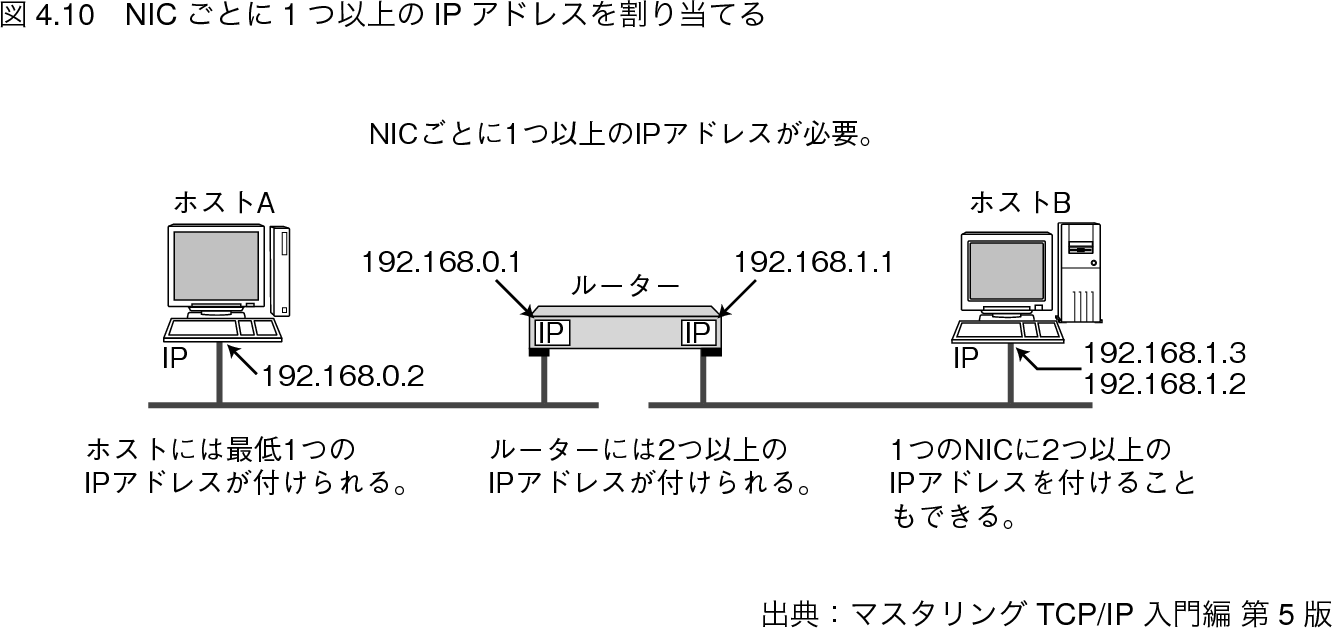 図 4.10　NIC ごとに 1 つ以上の IP アドレスを割り当てる
NICごとに1つ以上のIPアドレスが必要。
ホストA
ホストB
192.168.0.1
192.168.1.1
ルーター
IP
IP
IP
192.168.0.2
IP
192.168.1.3
192.168.1.2
ホストには最低1つの
IPアドレスが付けられる。
ルーターには2つ以上の
IPアドレスが付けられる。
1つのNICに2つ以上の
IPアドレスを付けること
もできる。
出典：マスタリング TCP/IP 入門編 第 5 版